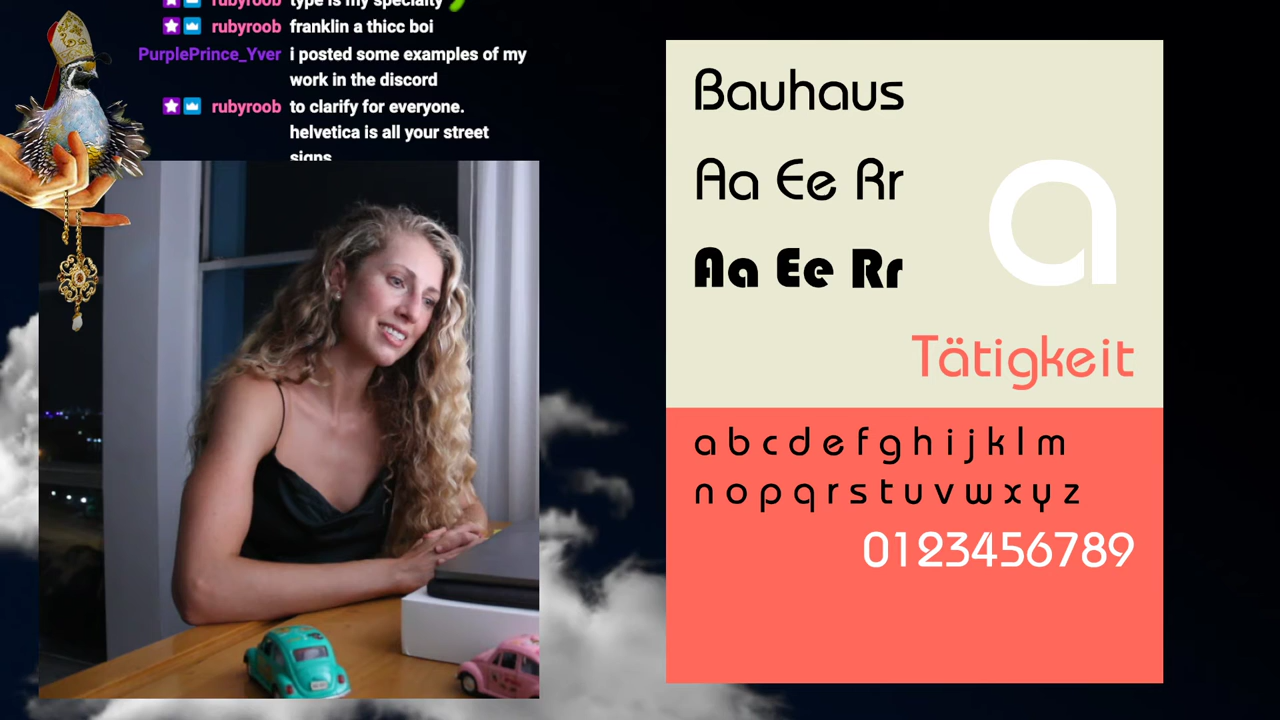 rubyroob type is my specialty
rubyroob franklin a thicc boi
PurplePrince_Yver i posted some examples of my
work in the discord
rubyroob to clarify for everyone.
helvetica is all your street
signs
Bauhaus
Aa Ee Rr
Aa Ee Rr
a
Tätigkeit
a b c d e f g h i j k l m
n o p q r s t u v w x y z
0123456789